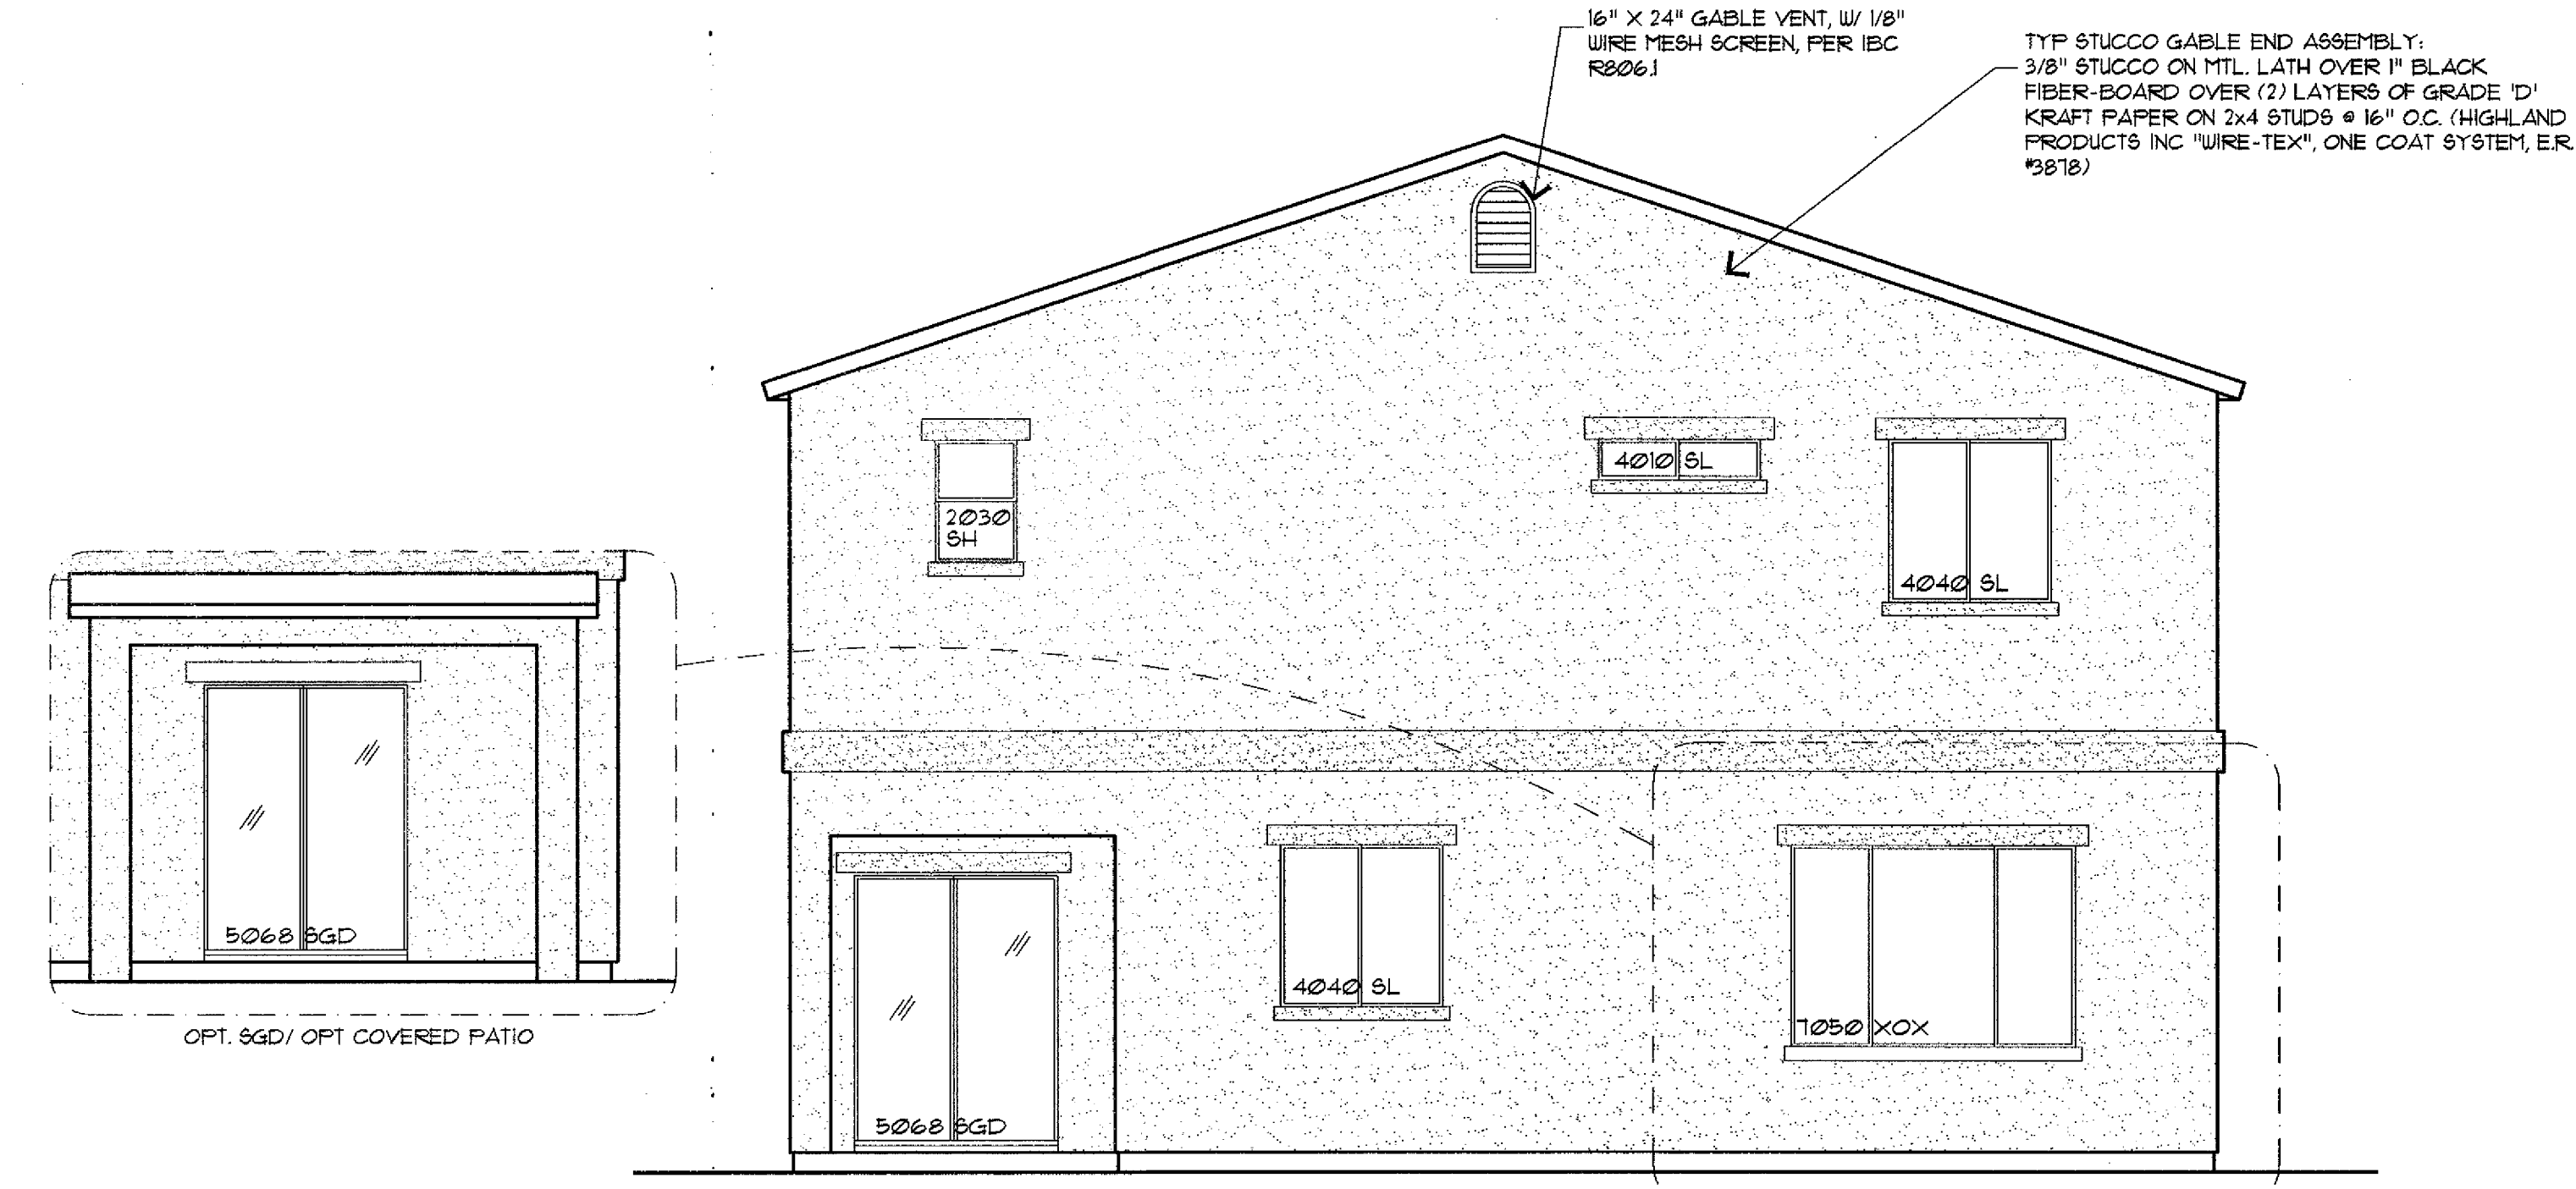 16" X 24" GABLE VENT, W/ 1/8"
WIRE MESH SCREEN, PER IBC
R806.1
TYP STUCCO GABLE END ASSEMBLY:
3/8" STUCCO ON MTL. LATH OVER 1" BLACK
FIBER-BOARD OVER (2) LAYERS OF GRADE 'D'
KRAFT PAPER ON 2x4 STUDS @ 16" O.C. (HIGHLAND
PRODUCTS INC "WIRE-TEX", ONE COAT SYSTEM, E.R.
#3878)
2030
SH
4010 SL
4040 SL
5068 SGD
OPT. SGD/ OPT COVERED PATIO
5068 SGD
4040 SL
7050 XOX